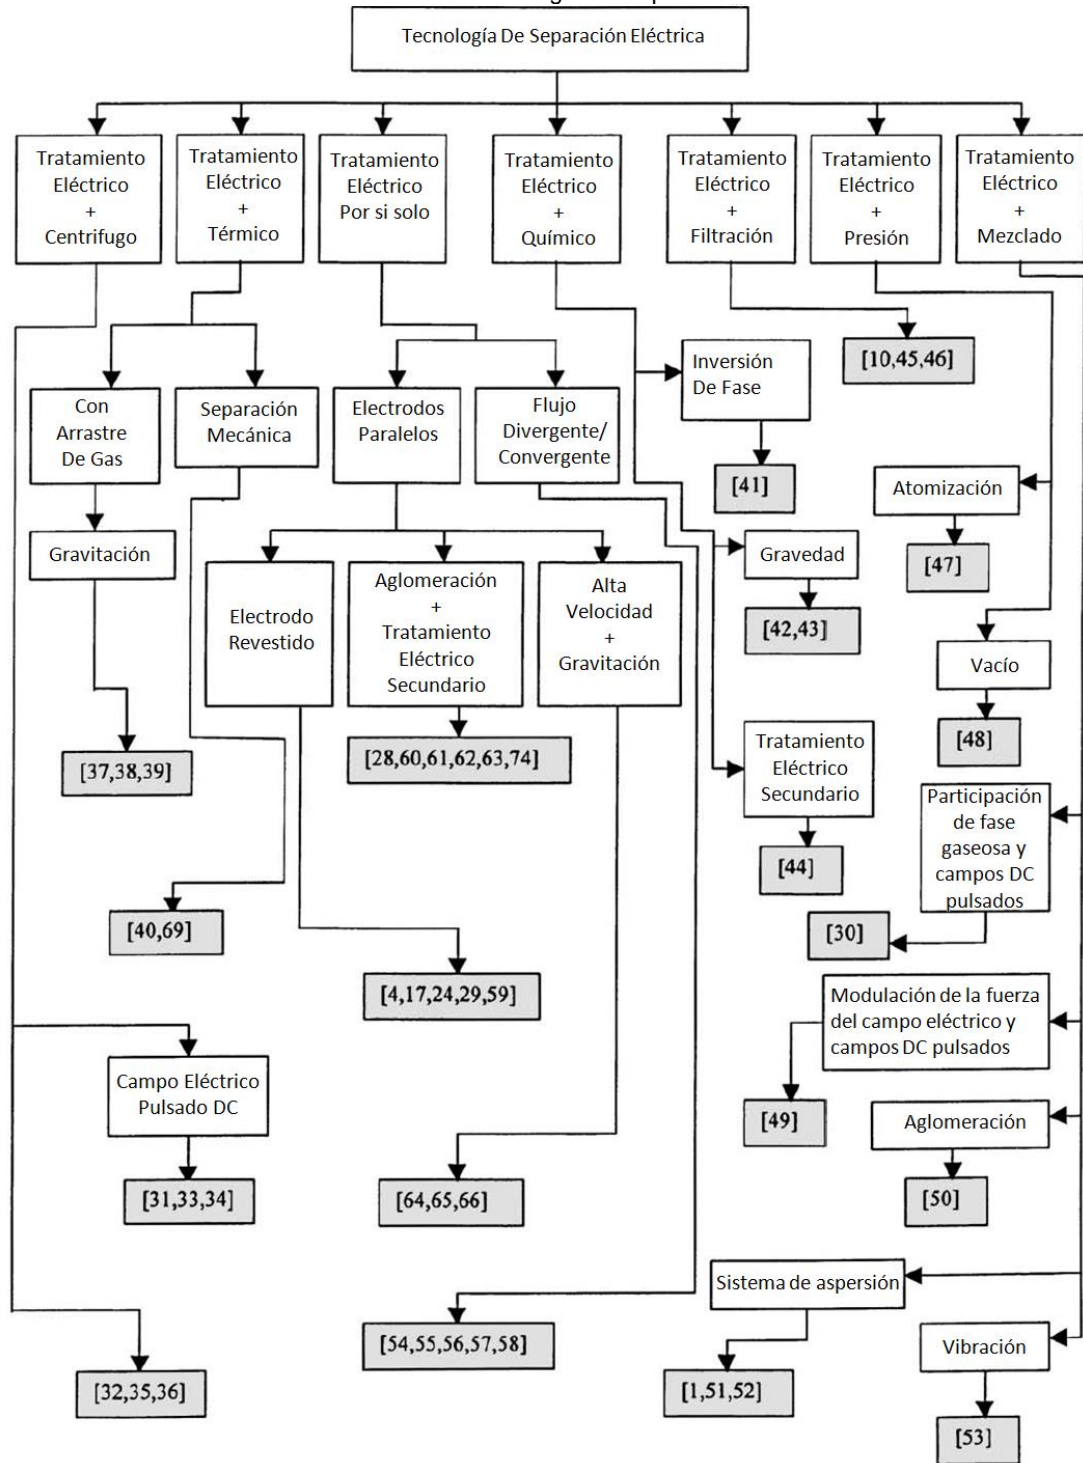 Tecnología De Separación Eléctrica
Tratamiento
Eléctrico
+
Centrifugo
Tratamiento
Eléctrico
+
Térmico
Tratamiento
Eléctrico
Por si solo
Tratamiento
Eléctrico
+
Químico
Tratamiento
Eléctrico
+
Filtración
Tratamiento
Eléctrico
+
Presión
Tratamiento
Eléctrico
+
Mezclado
Con
Arrastre
De Gas
Separación
Mecánica
Electrodos
Paralelos
Flujo
Divergente/
Convergente
Inversión
De Fase
[10,45,46]
[41]
Atomización
[47]
Gravitación
Electrodo
Revestido
Aglomeración
+
Tratamiento
Eléctrico
Secundario
Alta
Velocidad
+
Gravitación
Gravedad
[42,43]
Vacío
[48]
[37,38,39]
[28,60,61,62,63,74]
Tratamiento
Eléctrico
Secundario
[44]
Participación
de fase
gaseosa y
campos DC
pulsados
[30]
[40,69]
[4,17,24,29,59]
Modulación de la fuerza
del campo eléctrico y
campos DC pulsados
[49]
Campo Eléctrico
Pulsado DC
[31,33,34]
[64,65,66]
Aglomeración
[50]
Sistema de aspersión
[1,51,52]
[54,55,56,57,58]
Vibración
[53]
[32,35,36]